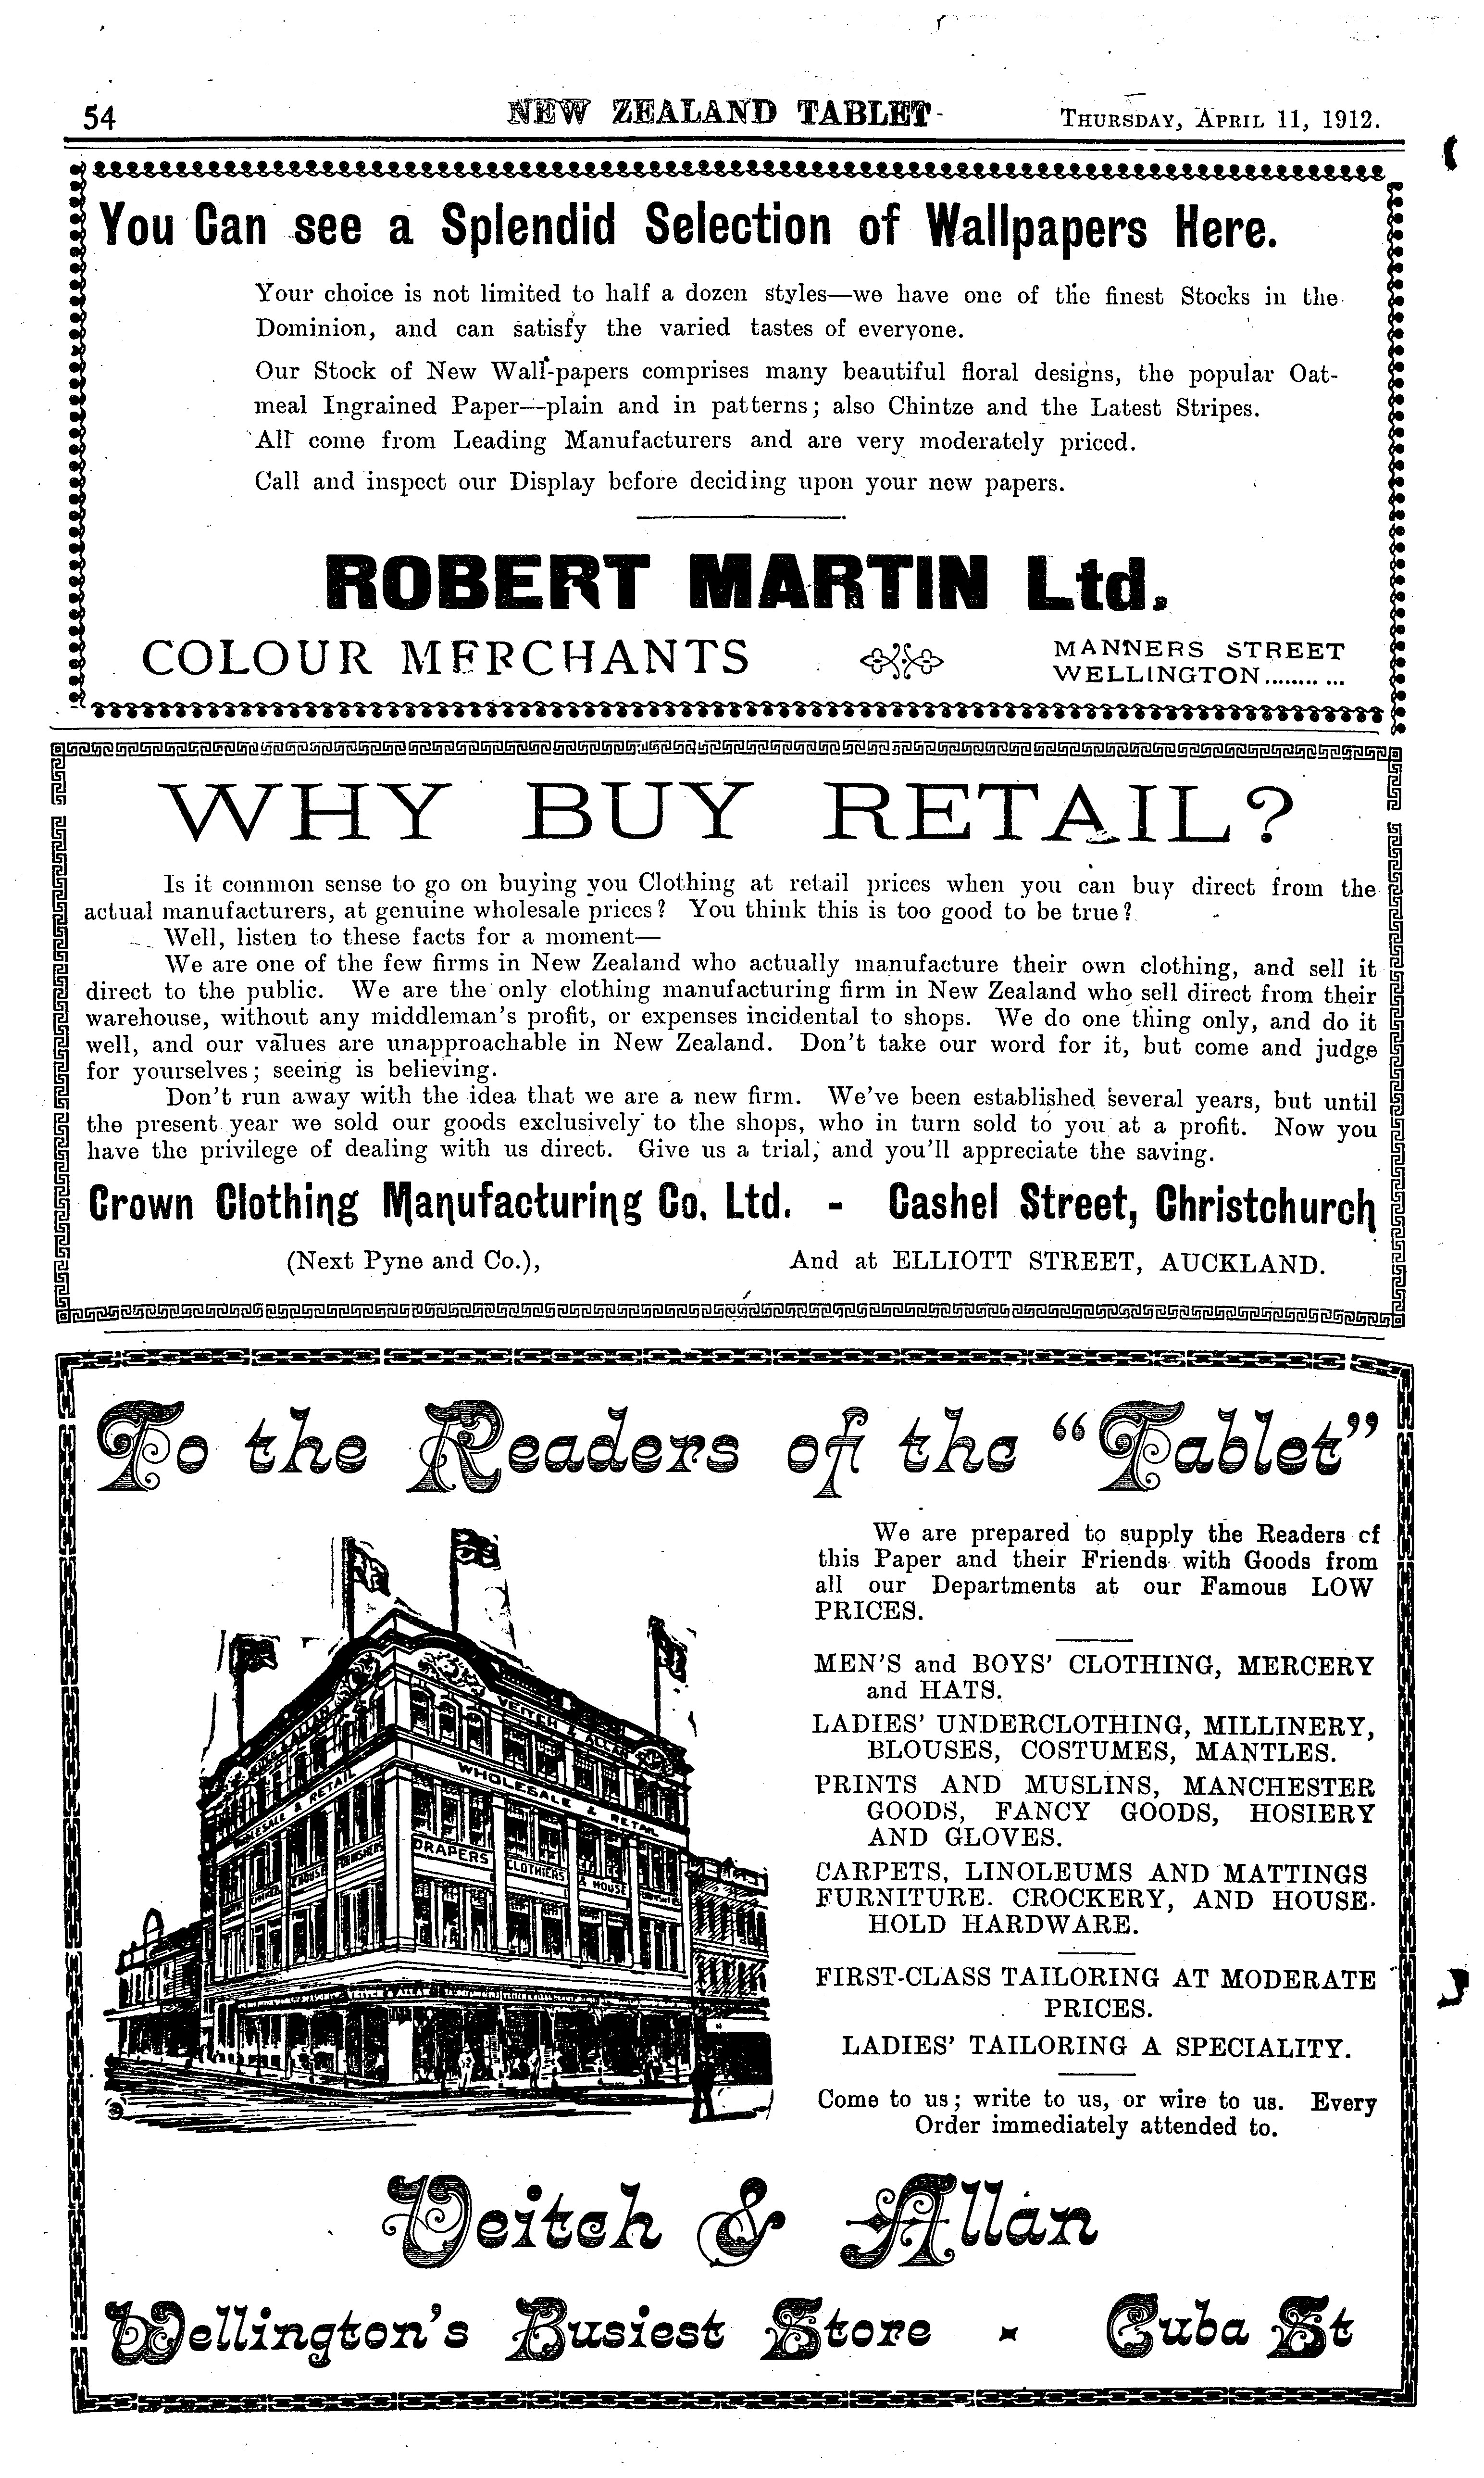 54
NEW ZEALAND TABLET
THURSDAY, APRIL 11, 1912.
You Can see a Splendid Selection of Wallpapers Here.
Your choice is not limited to half a dozen styles—we have one of the finest Stocks in the
Dominion, and can satisfy the varied tastes of everyone.
Our Stock of New Wall-papers comprises many beautiful floral designs, the popular Oat-
meal Ingrained Paper—plain and in patterns; also Chintze and the Latest Stripes.
All come from Leading Manufacturers and are very moderately priced.
Call and inspect our Display before deciding upon your new papers.
ROBERT MARTIN Ltd.
COLOUR MERCHANTS
MANNERS STREET
WELLINGTON...........
WHY BUY RETAIL?
Is it common sense to go on buying you Clothing at retail prices when you can buy direct from the
actual manufacturers, at genuine wholesale prices? You think this is too good to be true?
Well, listen to these facts for a moment—
We are one of the few firms in New Zealand who actually manufacture their own clothing, and sell it
direct to the public. We are the only clothing manufacturing firm in New Zealand who sell direct from their
warehouse, without any middleman's profit, or expenses incidental to shops. We do one thing only, and do it
well, and our values are unapproachable in New Zealand. Don't take our word for it, but come and judge
for yourselves; seeing is believing.
Don't run away with the idea that we are a new firm. We've been established several years, but until
the present year we sold our goods exclusively to the shops, who in turn sold to you at a profit. Now you
have the privilege of dealing with us direct. Give us a trial, and you'll appreciate the saving.
Crown Clothing Manufacturing Co. Ltd. - Cashel Street, Christchurch
(Next Pyne and Co.),
And at ELLIOTT STREET, AUCKLAND.
To the Readers of the "Tablet"
We are prepared to supply the Readers of
this Paper and their Friends with Goods from
all our Departments at our Famous LOW
PRICES.
MEN'S and BOYS' CLOTHING, MERCERY
and HATS.
LADIES' UNDERCLOTHING, MILLINERY,
BLOUSES, COSTUMES, MANTLES.
PRINTS AND MUSLINS, MANCHESTER
GOODS, FANCY GOODS, HOSIERY
AND GLOVES.
CARPETS, LINOLEUMS AND MATTINGS
FURNITURE. CROCKERY, AND HOUSE-
HOLD HARDWARE.
FIRST-CLASS TAILORING AT MODERATE
PRICES.
LADIES' TAILORING A SPECIALITY.
Come to us; write to us, or wire to us. Every
Order immediately attended to.
VEITCH & ALLAN
WHOLESALE & RETAIL
WHOLESALE & RETAIL
DRAPERS
CLOTHIERS
& HOUSE
Veitch & Allan
Wellington's Busiest Store - Cuba St